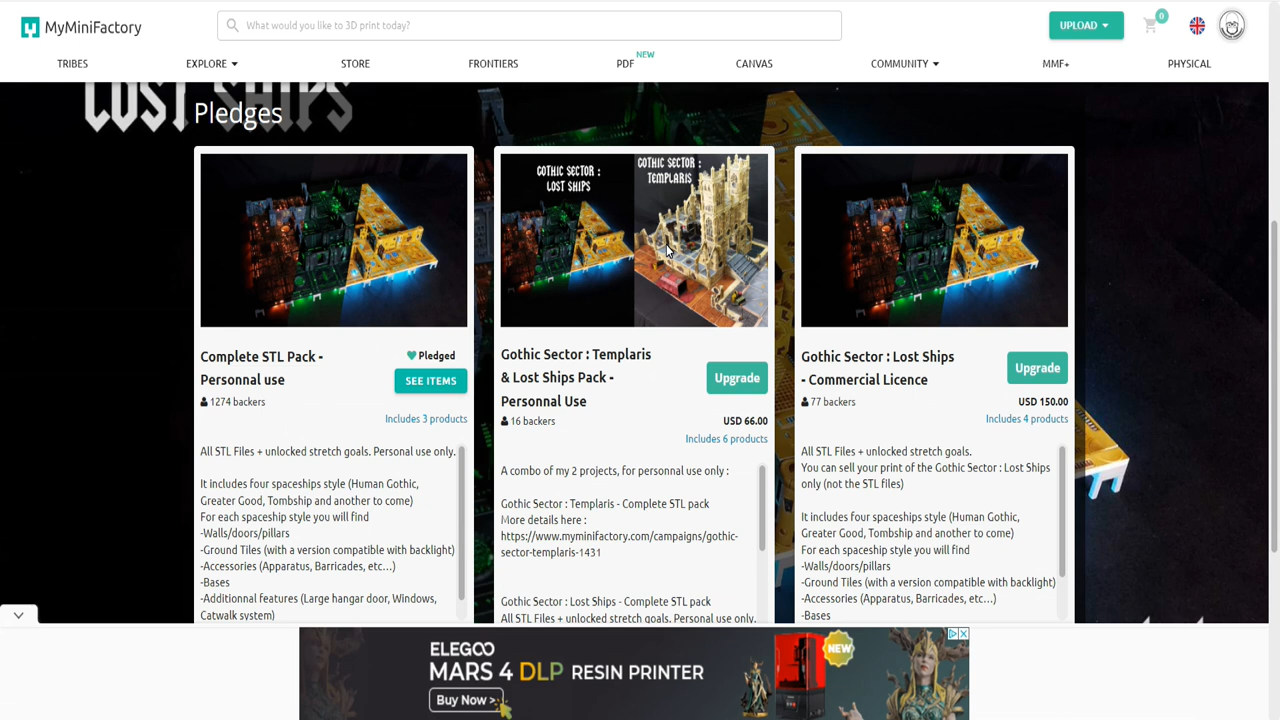 MyMiniFactory
What would you like to 3D print today?
UPLOAD
0
TRIBES
EXPLORE
STORE
FRONTIERS
PDF
NEW
CANVAS
COMMUNITY
MMF+
PHYSICAL
LOST SHIPS
Pledges
Complete STL Pack -
Personnal use
Pledged
SEE ITEMS
1274 backers
Includes 3 products
All STL Files + unlocked stretch goals. Personal use only.
It includes four spaceships style (Human Gothic,
Greater Good, Tombship and another to come)
For each spaceship style you will find
-Walls/doors/pillars
-Ground Tiles (with a version compatible with backlight)
-Accessories (Apparatus, Barricades, etc...)
-Bases
-Additionnal features (Large hangar door, Windows,
Catwalk system)
GOTHIC SECTOR :
LOST SHIPS
GOTHIC SECTOR :
TEMPLARIS
Gothic Sector : Templaris
& Lost Ships Pack -
Personnal Use
Upgrade
16 backers
USD 66.00
Includes 6 products
A combo of my 2 projects, for personnal use only :
Gothic Sector : Templaris - Complete STL pack
More details here :
https://www.myminifactory.com/campaigns/gothic-
sector-templaris-1431
Gothic Sector : Lost Ships - Complete STL pack
All STL Files + unlocked stretch goals. Personal use only.
Gothic Sector : Lost Ships
- Commercial Licence
Upgrade
77 backers
USD 150.00
Includes 4 products
All STL Files + unlocked stretch goals.
You can sell your print of the Gothic Sector : Lost Ships
only (not the STL files)
It includes four spaceships style (Human Gothic,
Greater Good, Tombship and another to come)
For each spaceship style you will find
-Walls/doors/pillars
-Ground Tiles (with a version compatible with backlight)
-Accessories (Apparatus, Barricades, etc...)
-Bases
ELEGOO
MARS 4 DLP RESIN PRINTER
Buy Now >
NEW